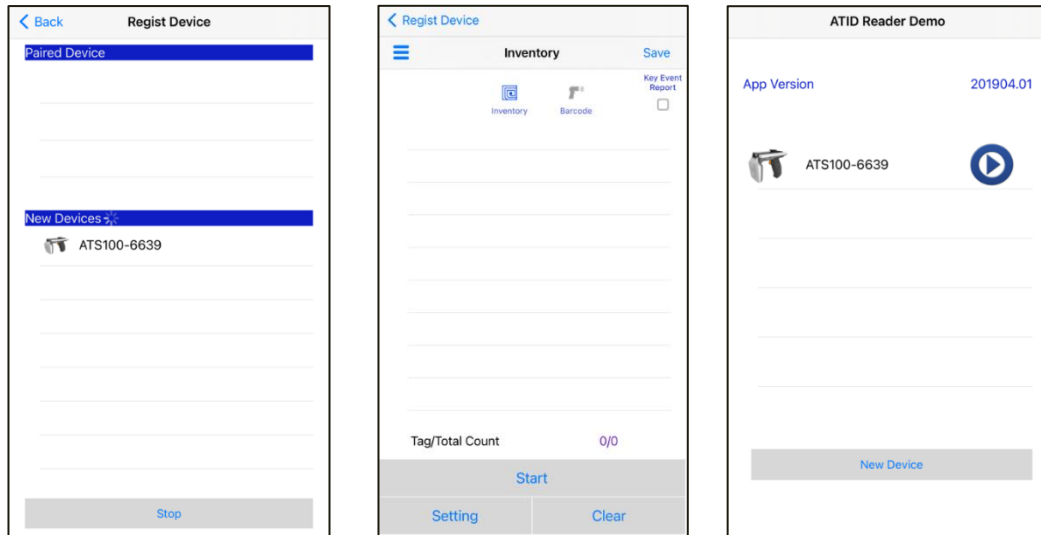 Back
Regist Device
Paired Device
New Devices
ATS100-6639
Stop
Regist Device
Inventory
Save
Inventory
Barcode
Key Event
Report
Tag/Total Count
0/0
Start
Setting
Clear
ATID Reader Demo
App Version
201904.01
ATS100-6639
New Device